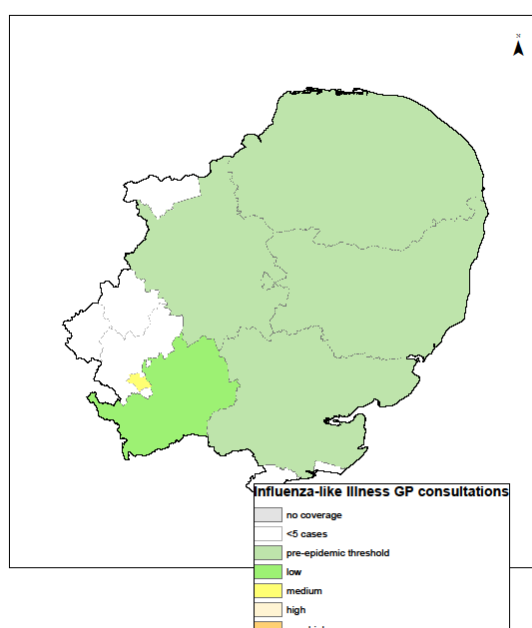 N
Influenza-like Illness GP consultations
no coverage
<5 cases
pre-epidemic threshold
low
medium
high